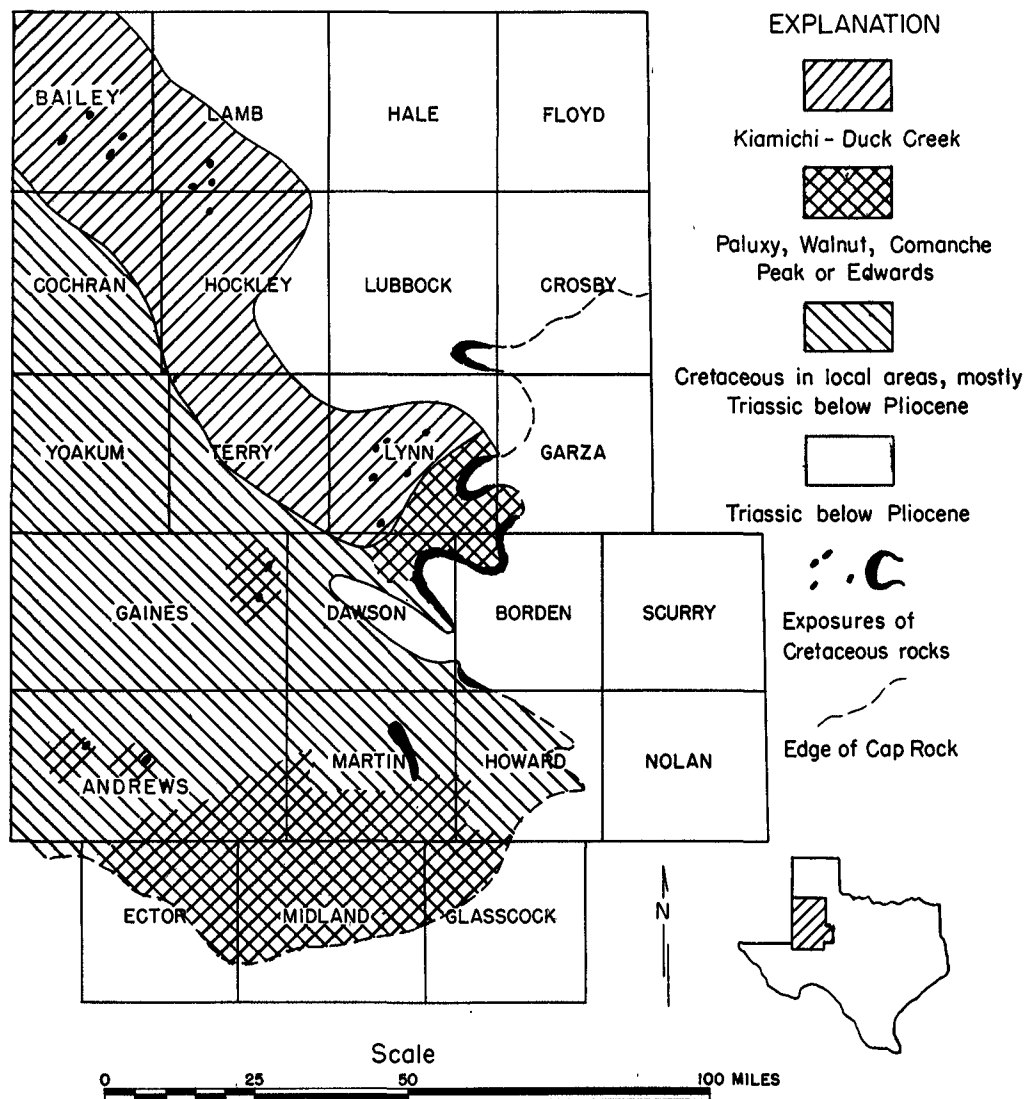 EXPLANATION
Kiamichi - Duck Creek
Paluxy, Walnut, Comanche
Peak or Edwards
Cretaceous in local areas, mostly
Triassic below Pliocene
Triassic below Pliocene
Exposures of
Cretaceous rocks
Edge of Cap Rock
BAILEY
LAMB
HALE
FLOYD
COCHRAN
HOCKLEY
LUBBOCK
CROSBY
YOAKUM
TERRY
LYNN
GARZA
GAINES
DAWSON
BORDEN
SCURRY
ANDREWS
MARTIN
HOWARD
NOLAN
ECTOR
MIDLAND
GLASSCOCK
N
Scale
0 25 50 100 MILES